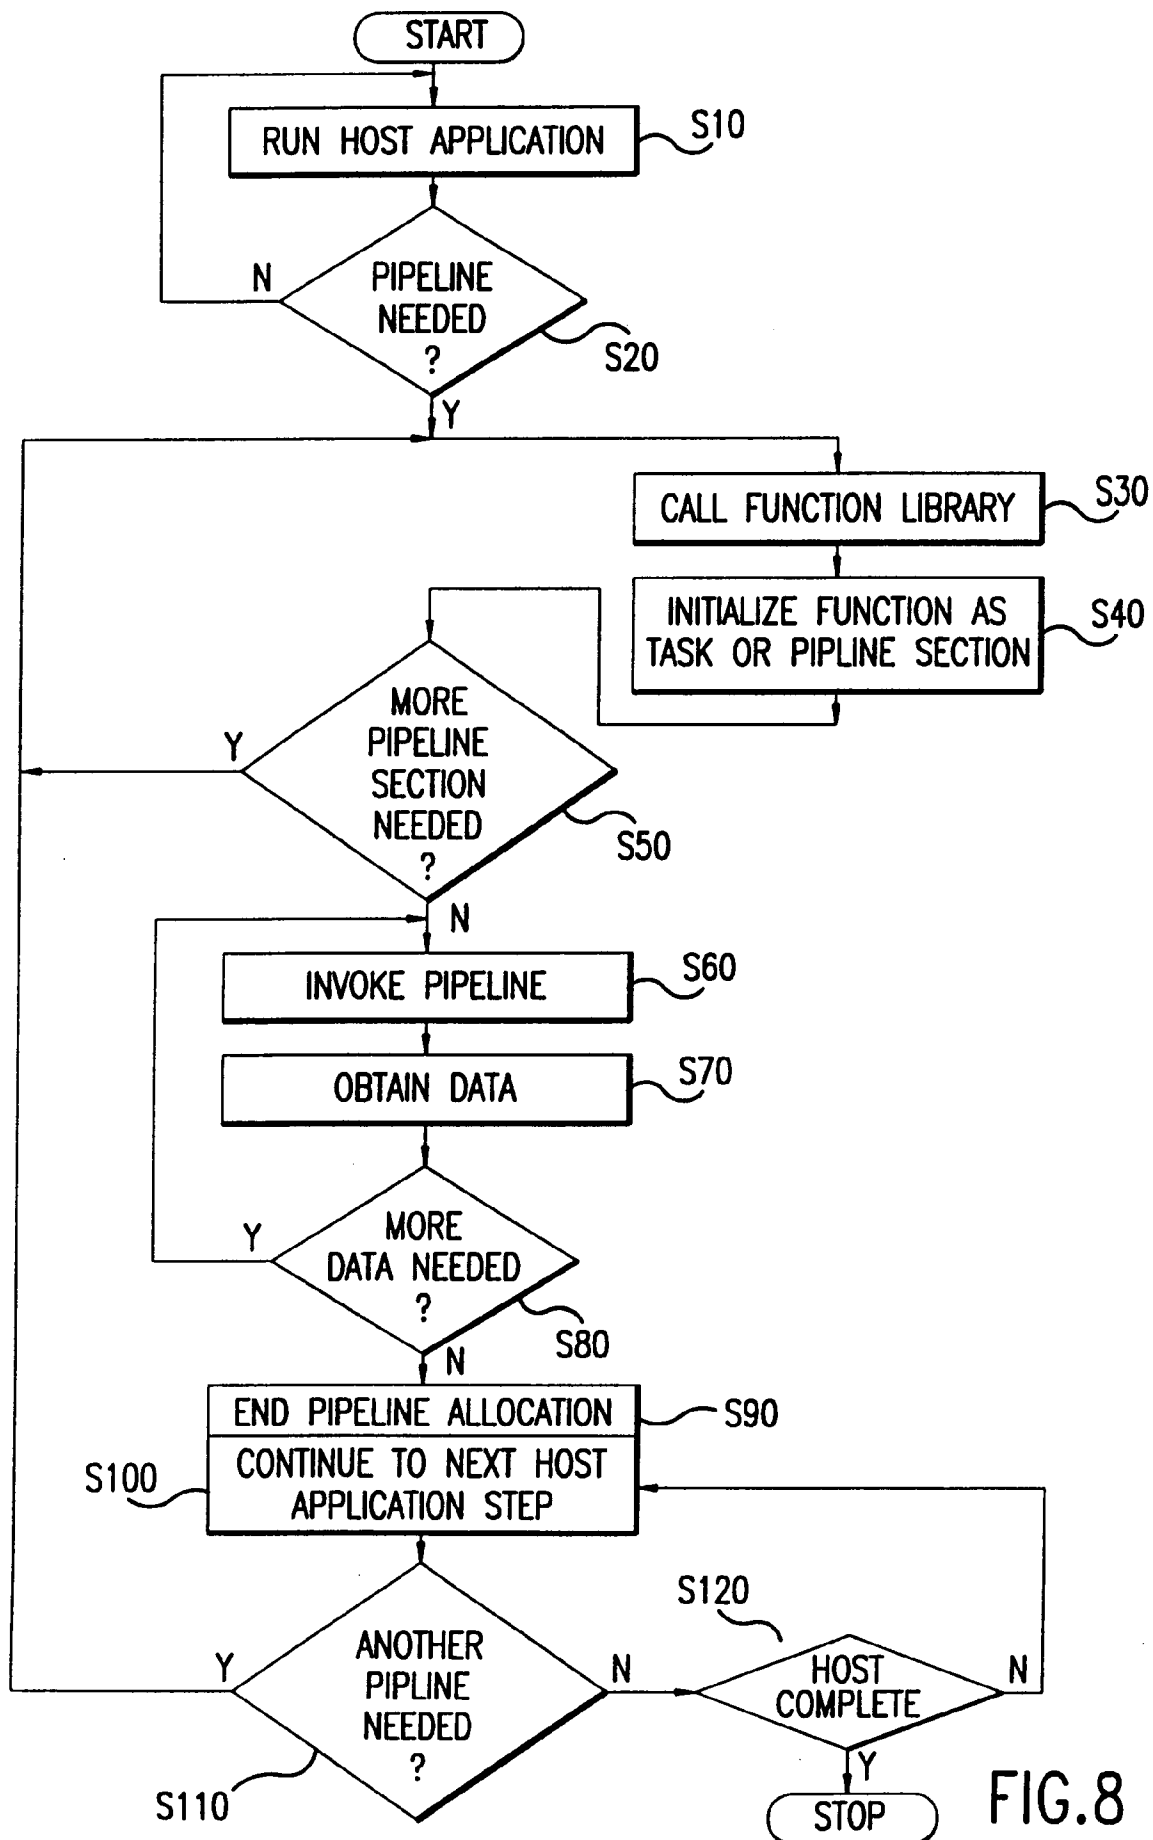 START
RUN HOST APPLICATION
S10
PIPELINE
NEEDED
?
N
S20
Y
CALL FUNCTION LIBRARY
S30
INITIALIZE FUNCTION AS
TASK OR PIPLINE SECTION
S40
MORE
PIPELINE
SECTION
NEEDED
?
Y
S50
N
INVOKE PIPELINE
S60
OBTAIN DATA
S70
MORE
DATA NEEDED
?
Y
S80
N
END PIPELINE ALLOCATION
S90
CONTINUE TO NEXT HOST
APPLICATION STEP
S100
ANOTHER
PIPLINE
NEEDED
?
Y
N
S110
S120
HOST
COMPLETE
N
Y
STOP
FIG.8